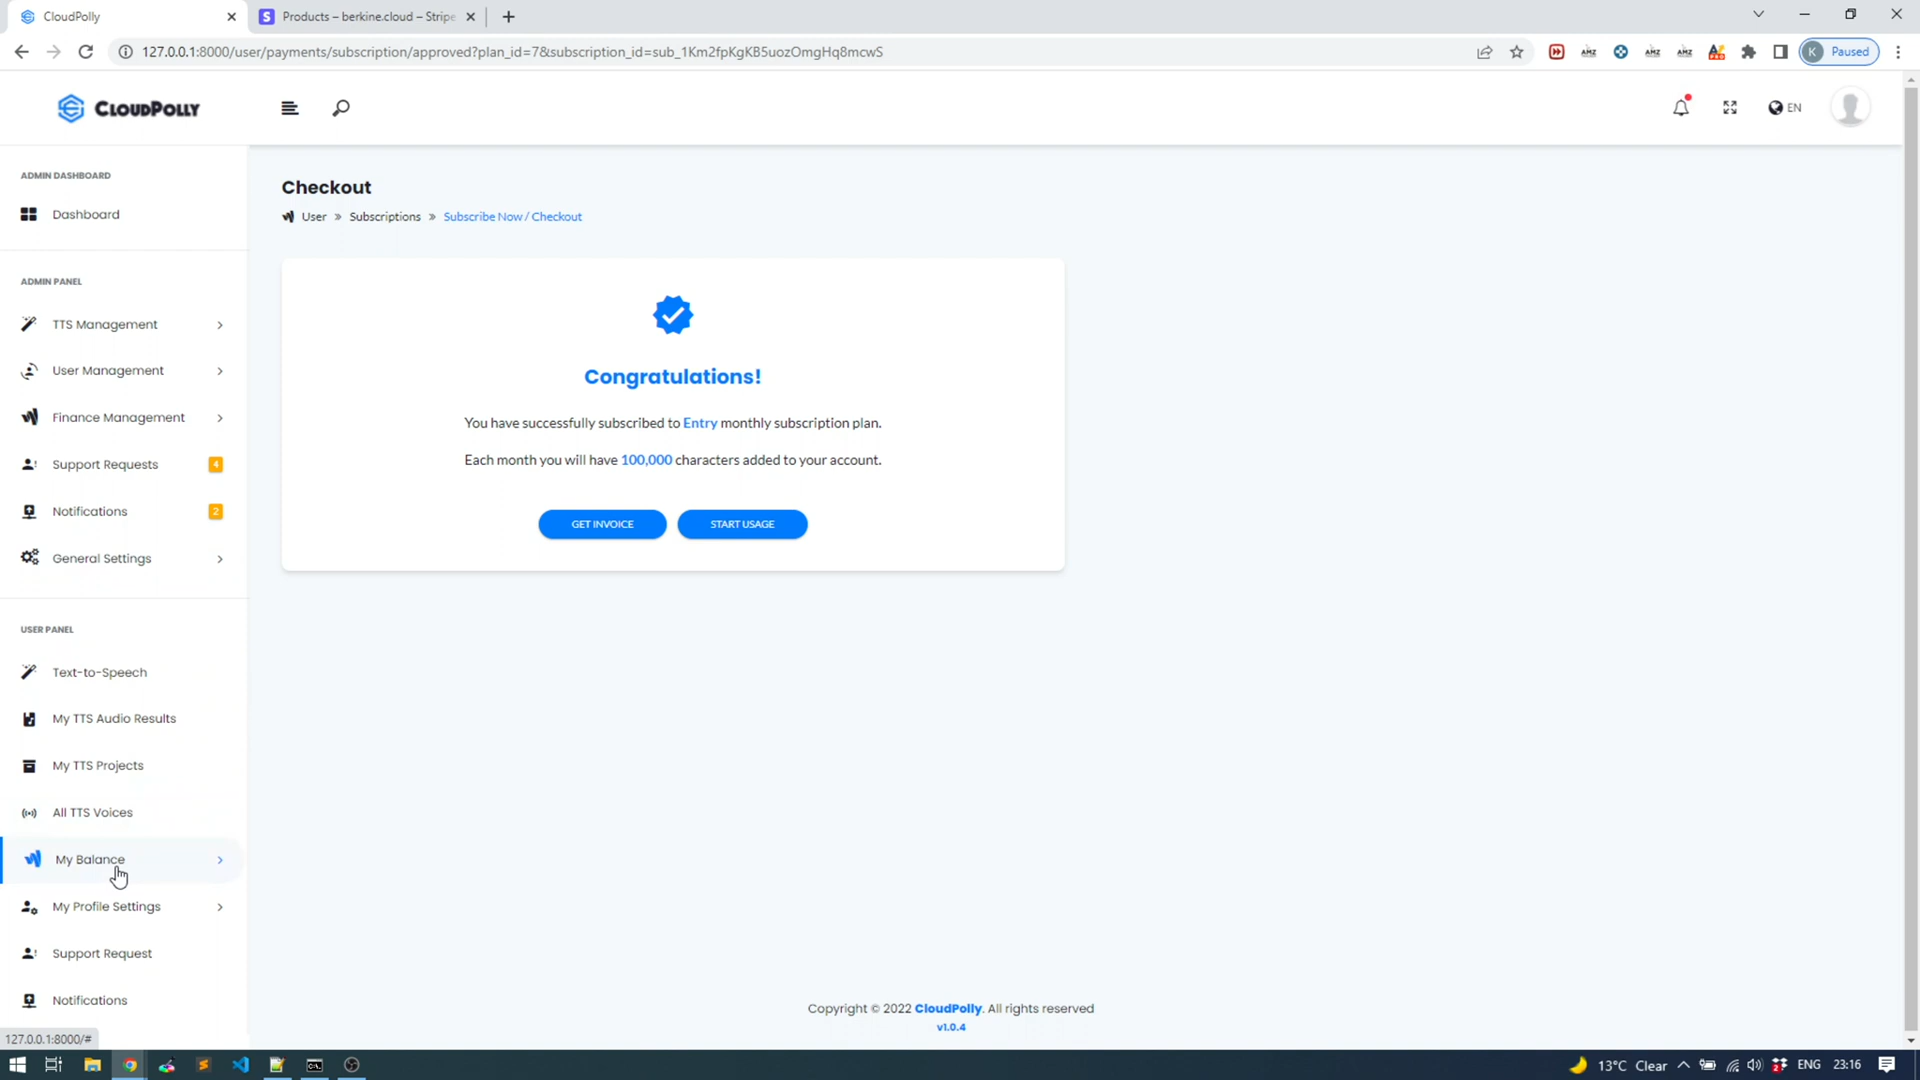 CloudPolly
Products – berkine.cloud – Stripe
127.0.0.1:8000/user/payments/subscription/approved?plan_id=7&subscription_id=sub_1Km2fpKgKB5uozOmgHq8mcwS
K
Paused
CLOUDPOLLY
EN
ADMIN DASHBOARD
Dashboard
ADMIN PANEL
TTS Management
User Management
Finance Management
Support Requests
4
Notifications
2
General Settings
USER PANEL
Text-to-Speech
My TTS Audio Results
My TTS Projects
All TTS Voices
My Balance
My Profile Settings
Support Request
Notifications
127.0.0.1:8000/#
Checkout
User » Subscriptions » Subscribe Now / Checkout
Congratulations!
You have successfully subscribed to Entry monthly subscription plan.
Each month you will have 100,000 characters added to your account.
GET INVOICE
START USAGE
Copyright © 2022 CloudPolly. All rights reserved
v1.0.4
13°C Clear
ENG
23:16